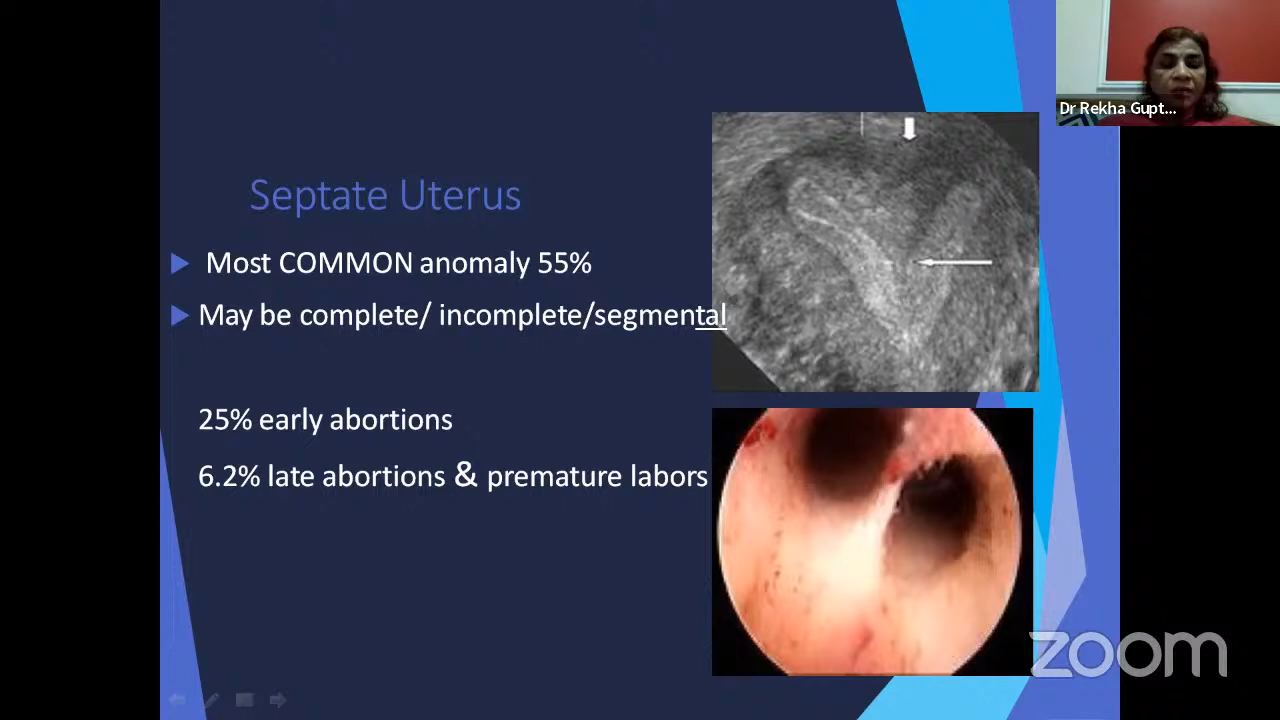 Dr Rekha Gupt...
Septate Uterus
Most COMMON anomaly 55%
May be complete/ incomplete/segmental
25% early abortions
6.2% late abortions & premature labors
zoom